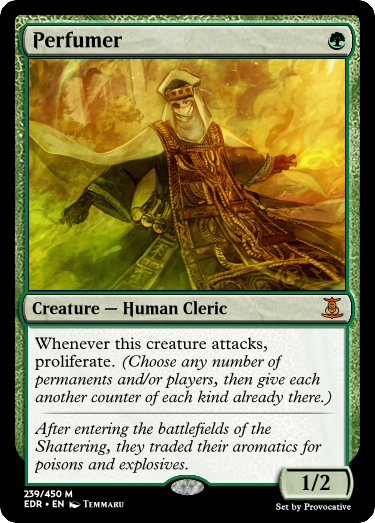 Perfumer
Creature — Human Cleric
Whenever this creature attacks,
proliferate. (Choose any number of
permanents and/or players, then give each
another counter of each kind already there.)
After entering the battlefields of the
Shattering, they traded their aromatics for
poisons and explosives.
1/2
239/450 M
EDR • EN Temmaru
Set by Provocative